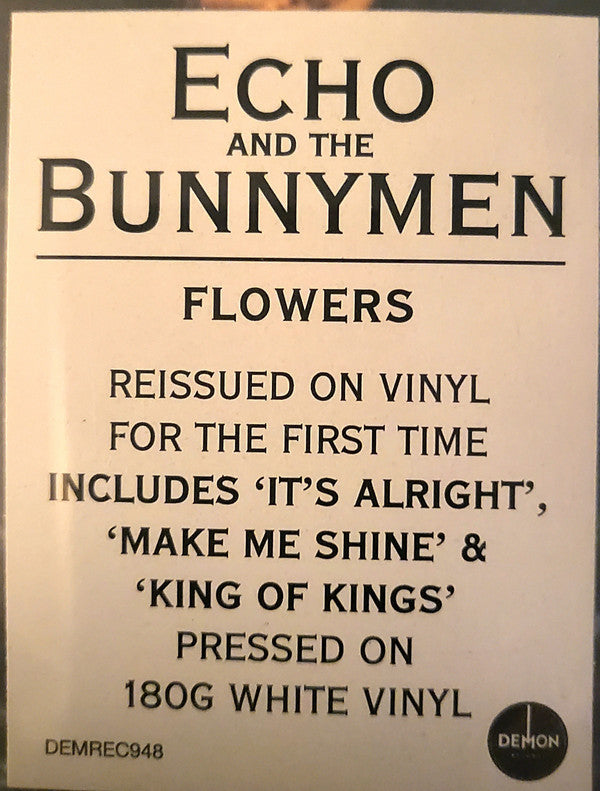 ECHO
AND THE
BUNNYMEN
FLOWERS
REISSUED ON VINYL
FOR THE FIRST TIME
INCLUDES ‘IT’S ALRIGHT’,
‘MAKE ME SHINE’ &
‘KING OF KINGS’
PRESSED ON
180G WHITE VINYL
DEMREC948
DEMON